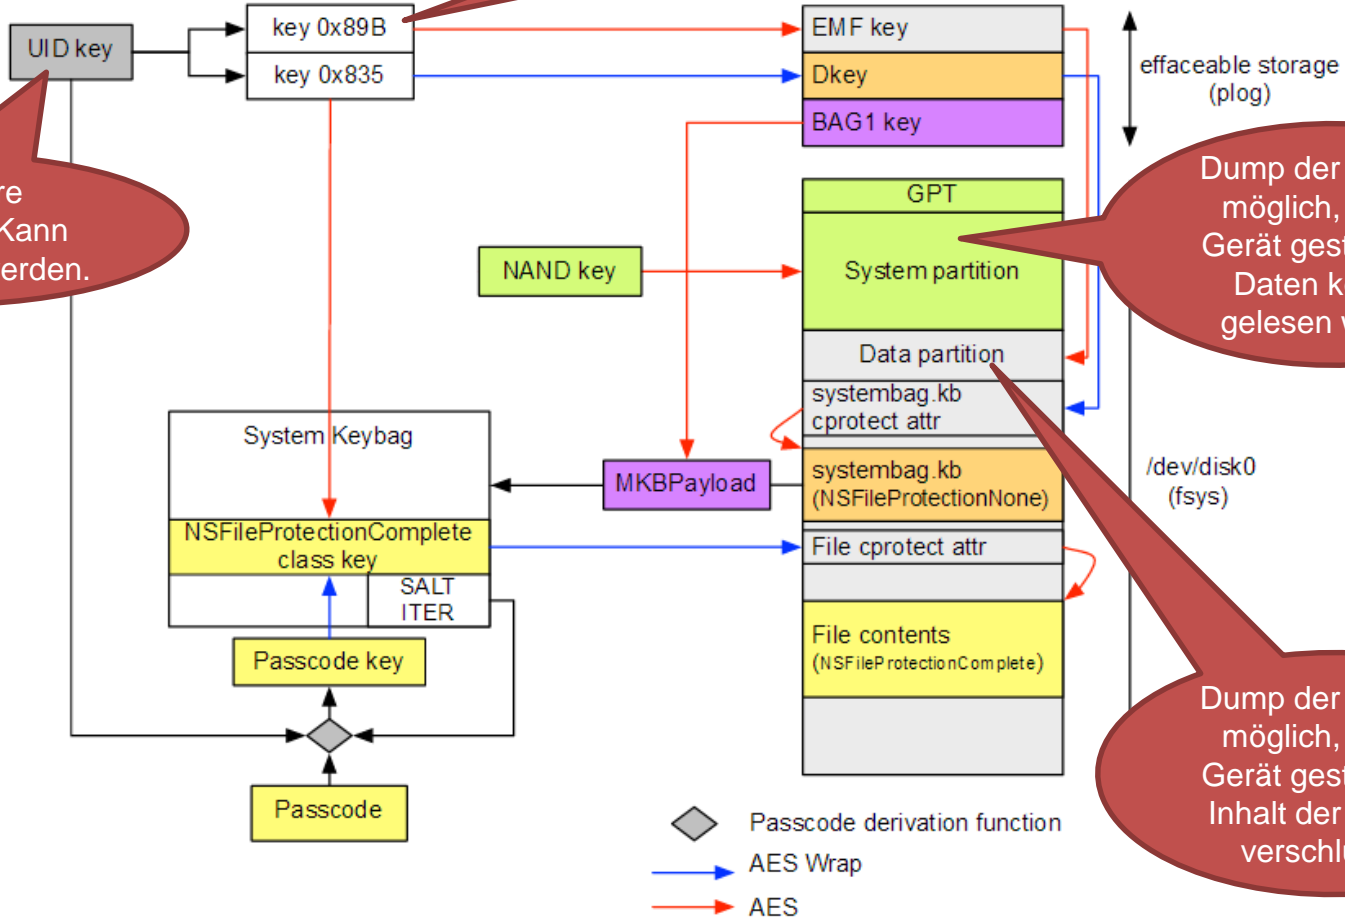 UID key
key 0x89B
key 0x835
EMF key
Dkey
BAG1 key
effaceable storage
(plog)
re
Kann
erden.
Dump der
möglich,
Gerät gest
Daten k
gelesen
GPT
System partition
NAND key
Data partition
systembag.kb
cprotect attr
System Keybag
MKBPayload
systembag.kb
(NSFileProtectionNone)
/dev/disk0
(fsys)
NSFileProtectionComplete
class key
File cprotect attr
SALT
ITER
File contents
(NSFileProtectionComplete)
Passcode key
Passcode
Dump der
möglich,
Gerät gest
Inhalt der
verschl
Passcode derivation function
AES Wrap
AES